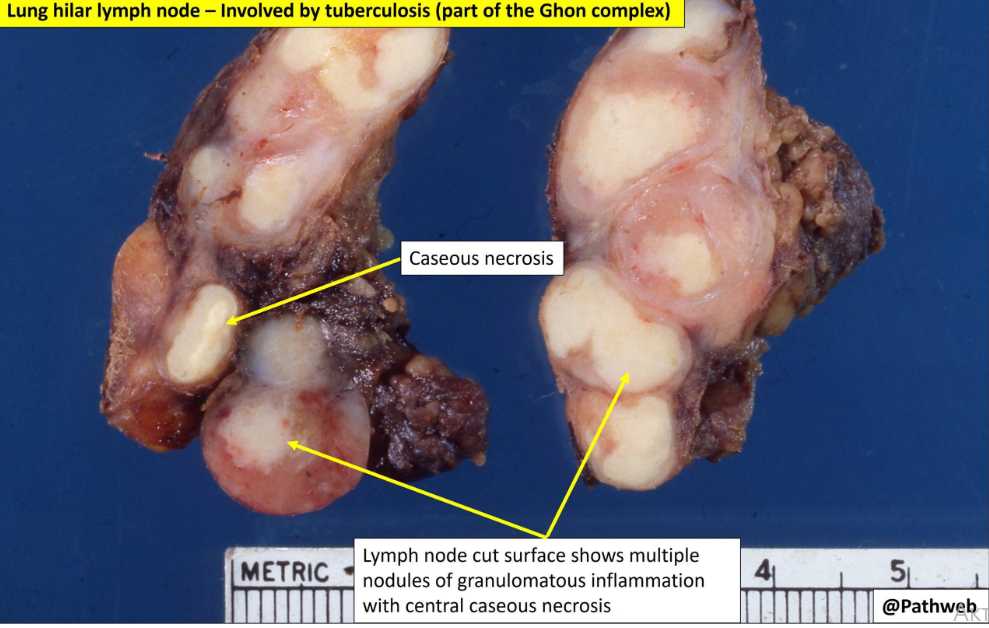 Lung hilar lymph node – Involved by tuberculosis (part of the Ghon complex)
Caseous necrosis
Lymph node cut surface shows multiple
nodules of granulomatous inflammation
with central caseous necrosis
METRIC
4
5
@Pathweb